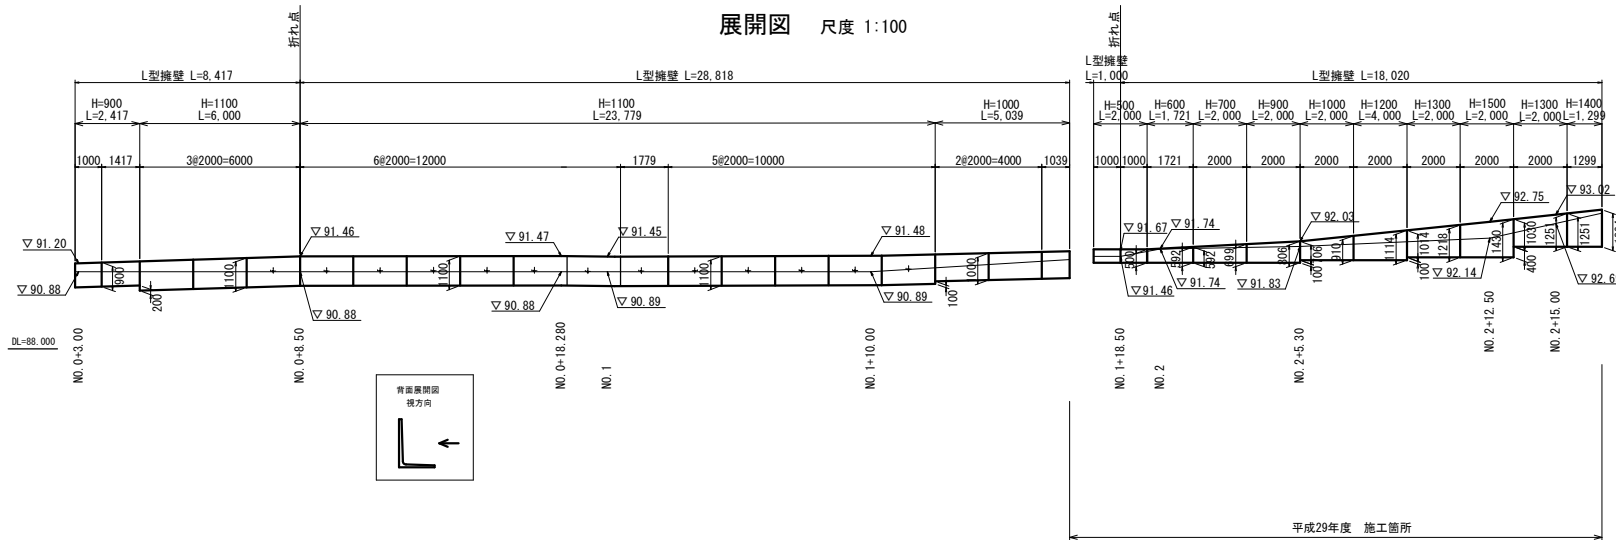 展開図 尺度 1:100
折れ点
折れ点
L型擁壁 L=8,417
L型擁壁 L=28,818
L型擁壁
L=1,000
L型擁壁 L=18,020
H=900
L=2,417
H=1100
L=6,000
H=1100
L=23,779
H=1000
L=5,039
H=500
L=2,000
H=600
L=1,721
H=700
L=2,000
H=900
L=2,000
H=1000
L=2,000
H=1200
L=4,000
H=1300
L=2,000
H=1500
L=2,000
H=1300
L=2,000
H=1400
L=1,299
1000 1417 3@2000=6000 6@2000=12000 1779 5@2000=10000 2@2000=4000 1039
1000 1000 1721 2000 2000 2000 2000 2000 2000 2000 1299
▽91.20
▽91.46
▽91.47
▽91.45
▽91.48
▽91.67
▽91.74
▽92.03
▽92.75
▽93.02
900
200
1100
1100
1100
1000
100
500
592
592
699
806
100
706
910
1114
100
1014
1218
1430
1030
400
1251
1251
▽90.88
▽90.88
▽90.88
▽90.89
▽90.89
▽91.46
▽91.74
▽91.83
▽92.14
▽92.6
DL=88.000
NO.0+3.00
NO.0+8.50
NO.0+18.280
NO.1
NO.1+10.00
NO.1+18.50
NO.2
NO.2+5.30
NO.2+12.50
NO.2+15.00
背面展開図
視方向
平成29年度 施工箇所